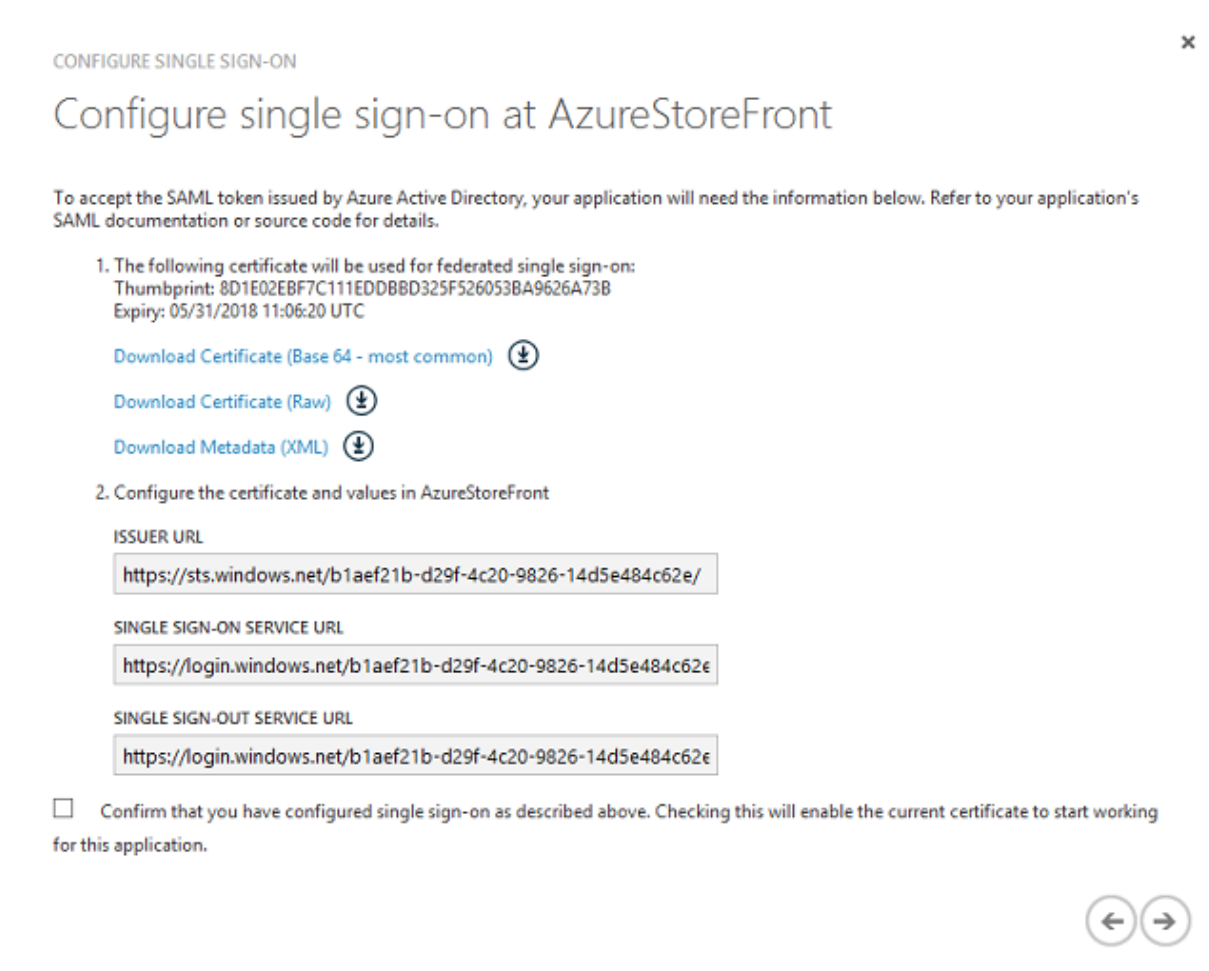 CONFIGURE SINGLE SIGN-ON
Configure single sign-on at AzureStoreFront
To accept the SAML token issued by Azure Active Directory, your application will need the information below. Refer to your application's
SAML documentation or source code for details.
1. The following certificate will be used for federated single sign-on:
Thumbprint: 8D1E02EBF7C111EDDBBD325F526053BA9626A73B
Expiry: 05/31/2018 11:06:20 UTC
Download Certificate (Base 64 - most common)
Download Certificate (Raw)
Download Metadata (XML)
2. Configure the certificate and values in AzureStoreFront
ISSUER URL
https://sts.windows.net/b1aef21b-d29f-4c20-9826-14d5e484c62e/
SINGLE SIGN-ON SERVICE URL
https://login.windows.net/b1aef21b-d29f-4c20-9826-14d5e484c62e
SINGLE SIGN-OUT SERVICE URL
https://login.windows.net/b1aef21b-d29f-4c20-9826-14d5e484c62e
Confirm that you have configured single sign-on as described above. Checking this will enable the current certificate to start working
for this application.